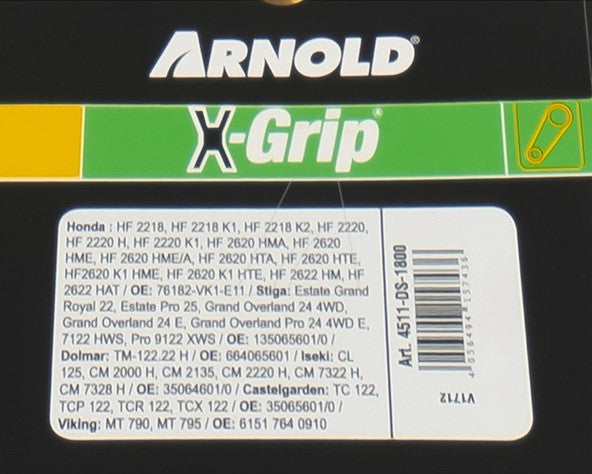 ARNOLD®
X-Grip®
Honda : HF 2218, HF 2218 K1, HF 2218 K2, HF 2220,
HF 2220 H, HF 2220 K1, HF 2620 HMA, HF 2620
HME, HF 2620 HME/A, HF 2620 HTA, HF 2620 HTE,
HF2620 K1 HME, HF 2620 K1 HTE, HF 2622 HM, HF
2622 HAT / OE: 76182-VK1-E11 / Stiga: Estate Grand
Royal 22, Estate Pro 25, Grand Overland 24 4WD,
Grand Overland 24 E, Grand Overland Pro 24 4WD E,
7122 HWS, Pro 9122 XWS / OE: 135065601/0 /
Dolmar: TM-122.22 H / OE: 664065601 / Iseki: CL
125, CM 2000 H, CM 2135, CM 2220 H, CM 7322 H,
CM 7328 H / OE: 35064601/0 / Castelgarden: TC 122,
TCP 122, TCR 122, TCX 122 / OE: 35065601/0 /
Viking: MT 790, MT 795 / OE: 6151 764 0910
Art. 4511-DS-1800
4 036494 157436
V1712